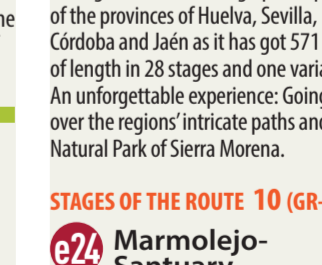 of the provinces of Huelva, Sevilla,
Córdoba and Jaén as it has got 571
of length in 28 stages and one
An unforgettable experience: Going
over the regions' intricate paths and
Natural Park of Sierra Morena.
STAGES OF THE ROUTE 10 (GR-
e24 Marmolejo-
Santuary